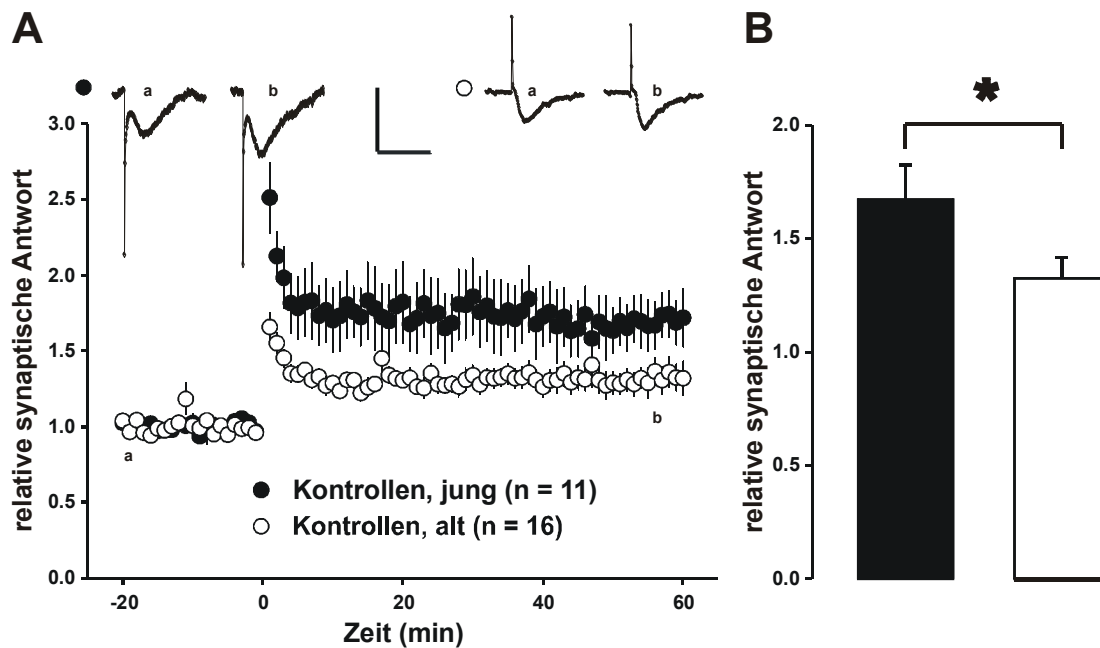 A
B
a
b
a
b
3.0
2.5
2.0
1.5
1.0
0.5
0.0
relative synaptische Antwort
a
b
Kontrollen, jung (n = 11)
Kontrollen, alt (n = 16)
-20
0
20
40
60
Zeit (min)
*
2.0
1.5
1.0
0.5
0.0
relative synaptische Antwort